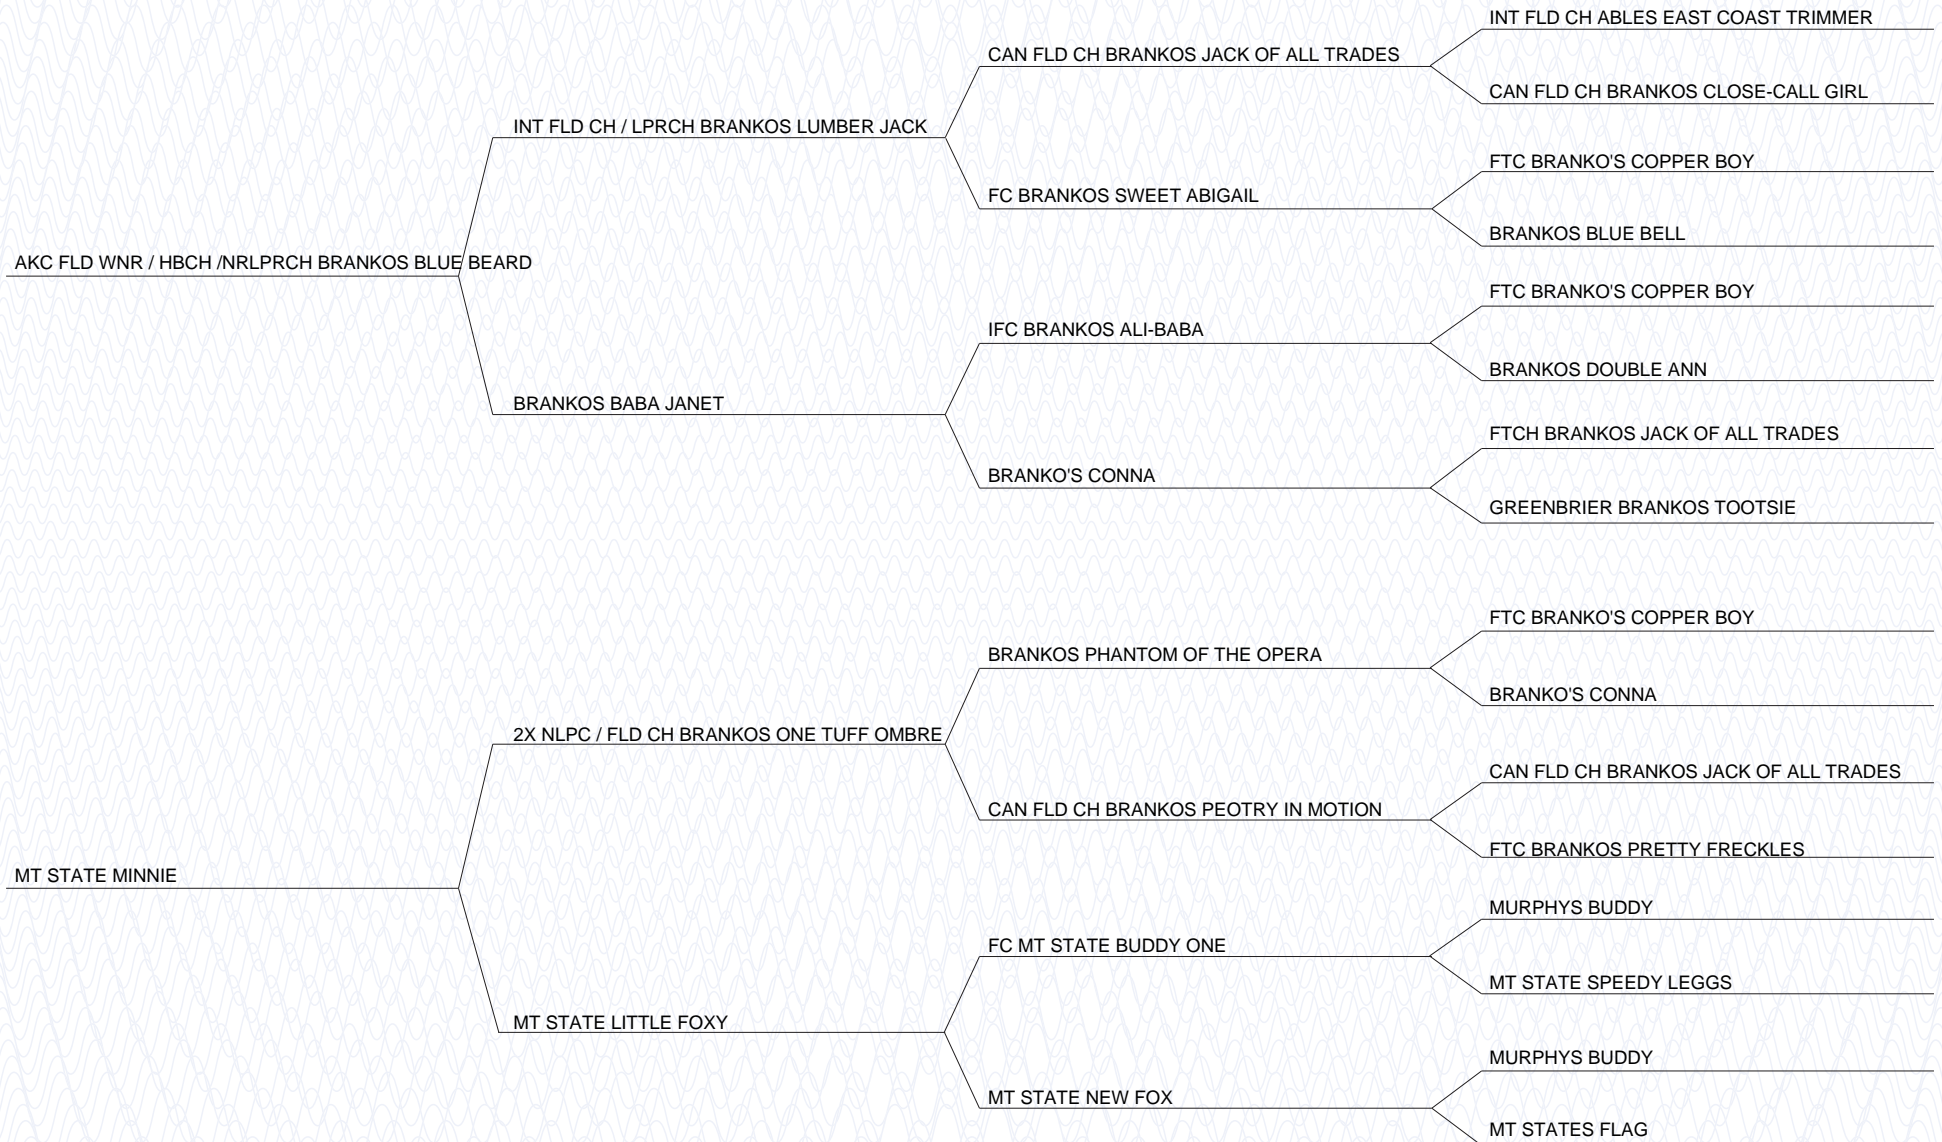 INT FLD CH ABLES EAST COAST TRIMMER
CAN FLD CH BRANKOS JACK OF ALL TRADES
CAN FLD CH BRANKOS CLOSE-CALL GIRL
INT FLD CH / LPRCH BRANKOS LUMBER JACK
FTC BRANKO'S COPPER BOY
FC BRANKOS SWEET ABIGAIL
BRANKOS BLUE BELL
AKC FLD WNR / HBCH /NRLPRCH BRANKOS BLUE BEARD
FTC BRANKO'S COPPER BOY
IFC BRANKOS ALI-BABA
BRANKOS DOUBLE ANN
BRANKOS BABA JANET
FTCH BRANKOS JACK OF ALL TRADES
BRANKO'S CONNA
GREENBRIER BRANKOS TOOTSIE
FTC BRANKO'S COPPER BOY
BRANKOS PHANTOM OF THE OPERA
BRANKO'S CONNA
2X NLPC / FLD CH BRANKOS ONE TUFF OMBRE
CAN FLD CH BRANKOS JACK OF ALL TRADES
CAN FLD CH BRANKOS PEOTRY IN MOTION
FTC BRANKOS PRETTY FRECKLES
MT STATE MINNIE
MURPHYS BUDDY
FC MT STATE BUDDY ONE
MT STATE SPEEDY LEGGS
MT STATE LITTLE FOXY
MURPHYS BUDDY
MT STATE NEW FOX
MT STATES FLAG